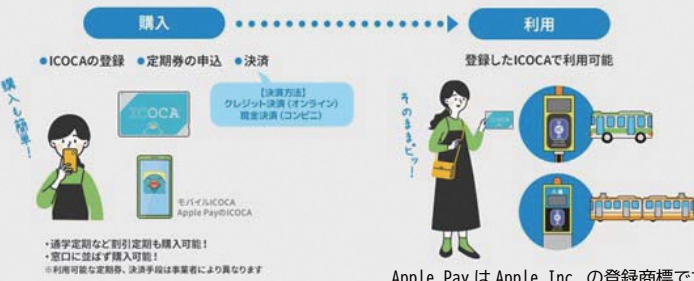 購入
利用
●ICOCAの登録 ●定期券の申込 ●決済
購入も簡単!
ICOCA
【決済方法】
クレジット決済(オンライン)
現金決済(コンビニ)
モバイルICOCA
Apple PayのICOCA
・通学定期など割引定期も購入可能!
・窓口に並ばず購入可能!
※利用可能な定期券、決済手段は事業者により異なります
登録したICOCAで利用可能
そのままピッ!
Apple Pay は Apple Inc. の登録商標です